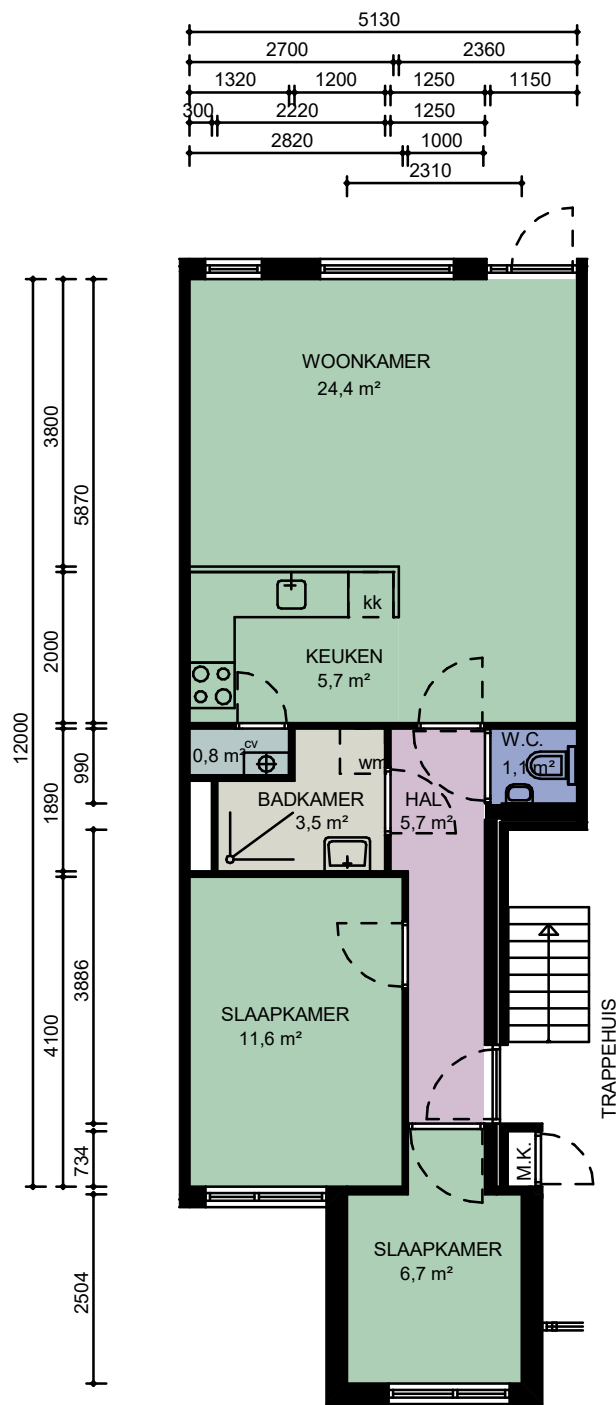 5130
2700 2360
1320 1200 1250 1150
300 2220 1250
2820 1000
2310
WOONKAMER
24,4 m²
3800
5870
12000
kk
2000
KEUKEN
5,7 m²
W.C.
1,1 m²
0,8 m² cv
wm
990
1890
BADKAMER
3,5 m²
HAL
5,7 m²
3886
4100
SLAAPKAMER
11,6 m²
TRAPPEHUIS
734
M.K.
SLAAPKAMER
6,7 m²
2504